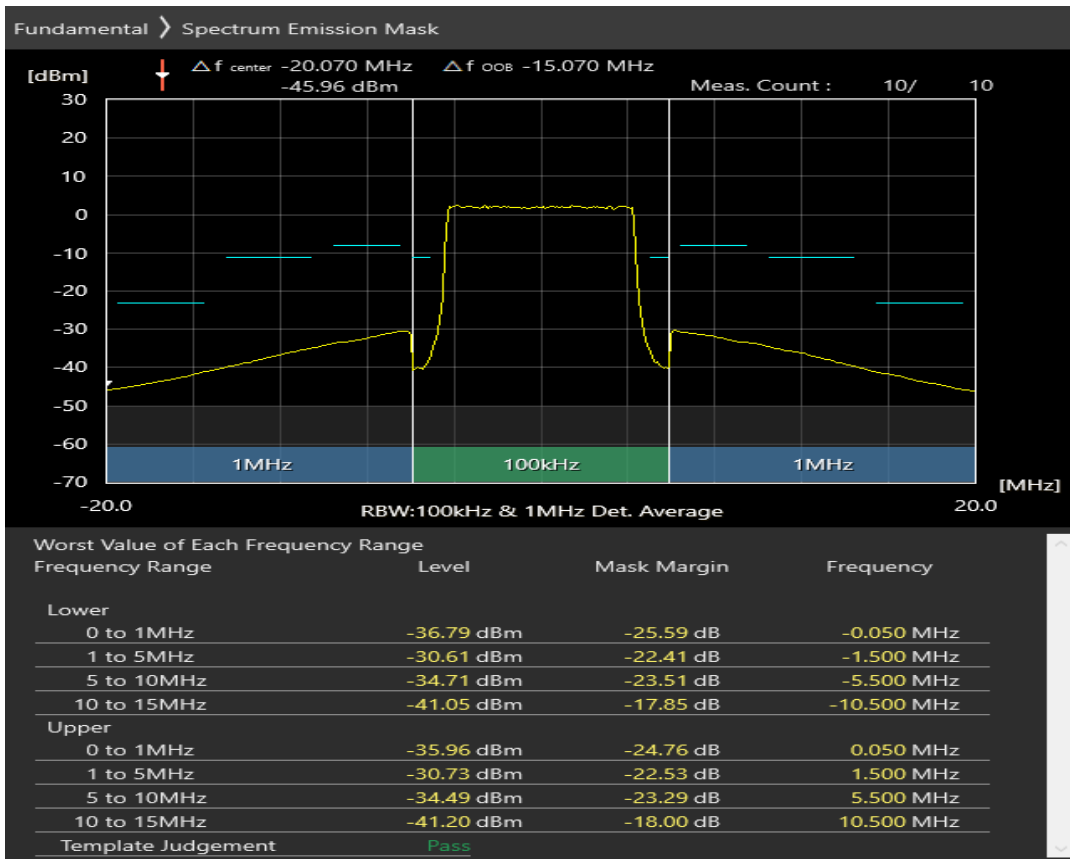 Fundamental ❯ Spectrum Emission Mask
[dBm] △f center -20.070 MHz △f OOB -15.070 MHz
-45.96 dBm Meas. Count : 10/ 10
30
20
10
0
-10
-20
-30
-40
-50
-60
1MHz 100kHz 1MHz
-70 [MHz]
-20.0 RBW:100kHz & 1MHz Det. Average 20.0
Worst Value of Each Frequency Range
Frequency Range Level Mask Margin Frequency
Lower
0 to 1MHz -36.79 dBm -25.59 dB -0.050 MHz
1 to 5MHz -30.61 dBm -22.41 dB -1.500 MHz
5 to 10MHz -34.71 dBm -23.51 dB -5.500 MHz
10 to 15MHz -41.05 dBm -17.85 dB -10.500 MHz
Upper
0 to 1MHz -35.96 dBm -24.76 dB 0.050 MHz
1 to 5MHz -30.73 dBm -22.53 dB 1.500 MHz
5 to 10MHz -34.49 dBm -23.29 dB 5.500 MHz
10 to 15MHz -41.20 dBm -18.00 dB 10.500 MHz
Template Judgement Pass